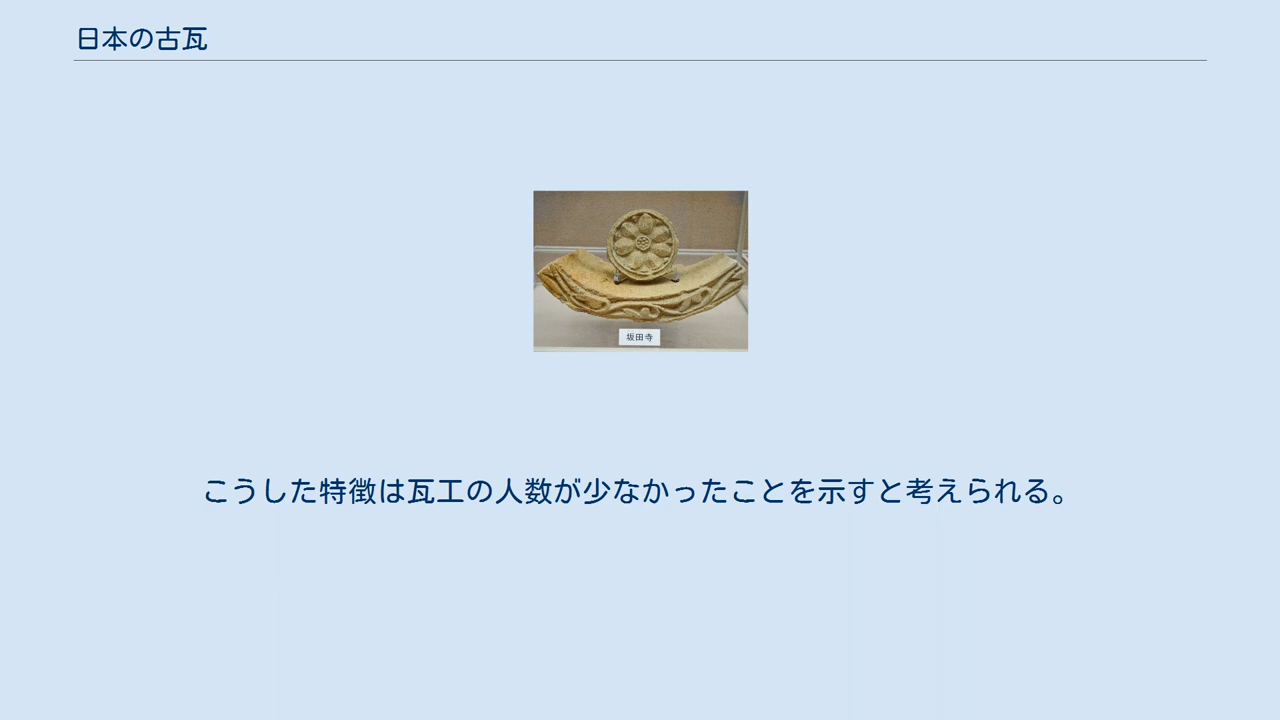 日本の古瓦
坂田寺
こうした特徴は瓦工の人数が少なかったことを示すと考えられる。